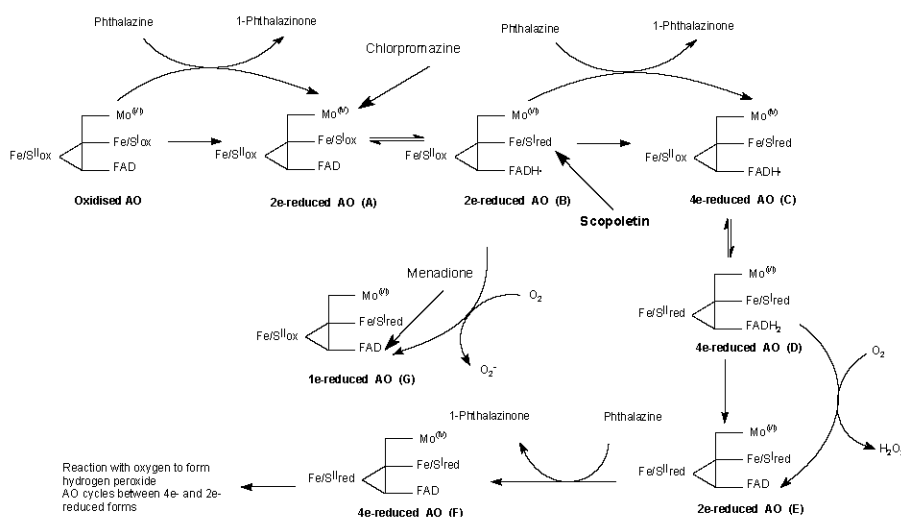 Phthalazine
1-Phthalazinone
Chlorpromazine
Phthalazine
1-Phthalazinone
Mo(VI)
Fe/SIIox
Fe/SIox
FAD
Oxidised AO
Mo(IV)
Fe/SIIox
Fe/SIox
FAD
2e-reduced AO (A)
Mo(VI)
Fe/SIIox
Fe/SIred
FADH•
2e-reduced AO (B)
Mo(IV)
Fe/SIIox
Fe/SIred
FADH•
4e-reduced AO (C)
Scopoletin
Menadione
Mo(VI)
Fe/SIIox
Fe/SIred
FAD
1e-reduced AO (G)
O2
O2-
Mo(VI)
Fe/SIIred
Fe/SIred
FADH2
4e-reduced AO (D)
O2
H2O2
1-Phthalazinone
Phthalazine
Mo(VI)
Fe/SIIred
Fe/SIred
FAD
2e-reduced AO (E)
Mo(IV)
Fe/SIIred
Fe/SIred
FAD
4e-reduced AO (F)
Reaction with oxygen to form
hydrogen peroxide
AO cycles between 4e- and 2e-
reduced forms